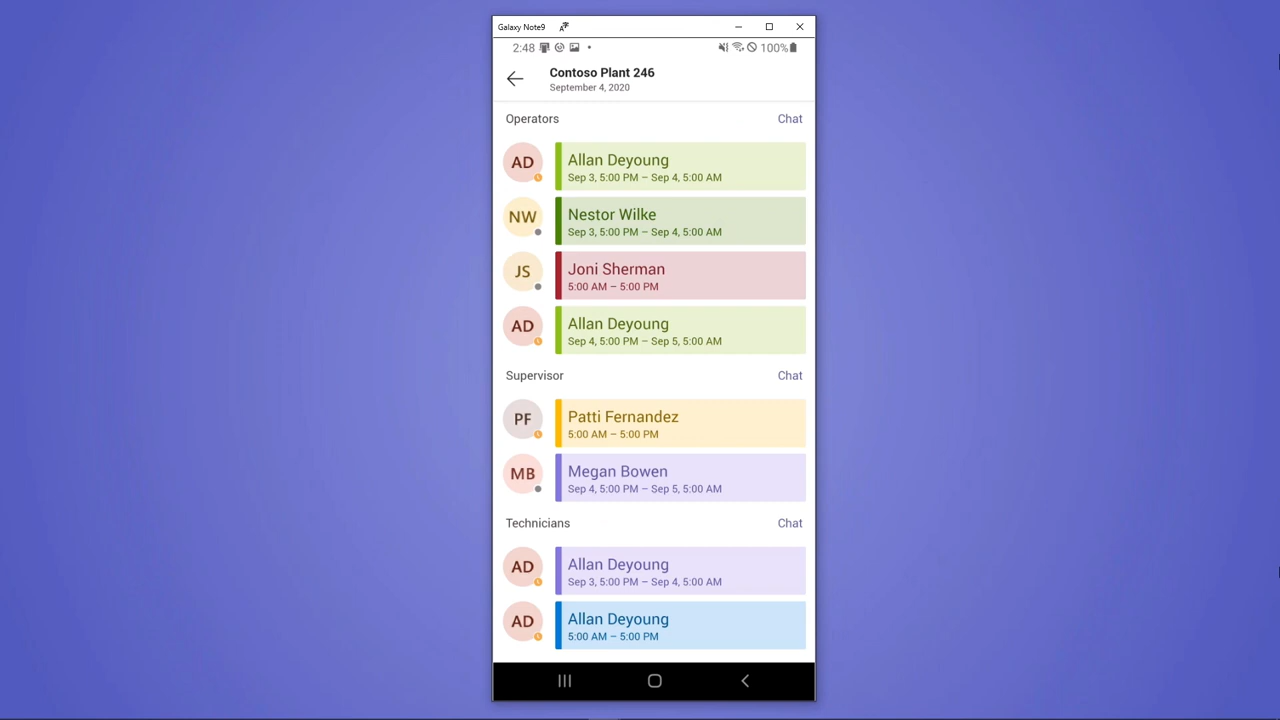 Galaxy Note9
2:48
100%
Contoso Plant 246
September 4, 2020
Operators
Chat
AD
Allan Deyoung
Sep 3, 5:00 PM – Sep 4, 5:00 AM
NW
Nestor Wilke
Sep 3, 5:00 PM – Sep 4, 5:00 AM
JS
Joni Sherman
5:00 AM – 5:00 PM
AD
Allan Deyoung
Sep 4, 5:00 PM – Sep 5, 5:00 AM
Supervisor
Chat
PF
Patti Fernandez
5:00 AM – 5:00 PM
MB
Megan Bowen
Sep 4, 5:00 PM – Sep 5, 5:00 AM
Technicians
Chat
AD
Allan Deyoung
Sep 3, 5:00 PM – Sep 4, 5:00 AM
AD
Allan Deyoung
5:00 AM – 5:00 PM